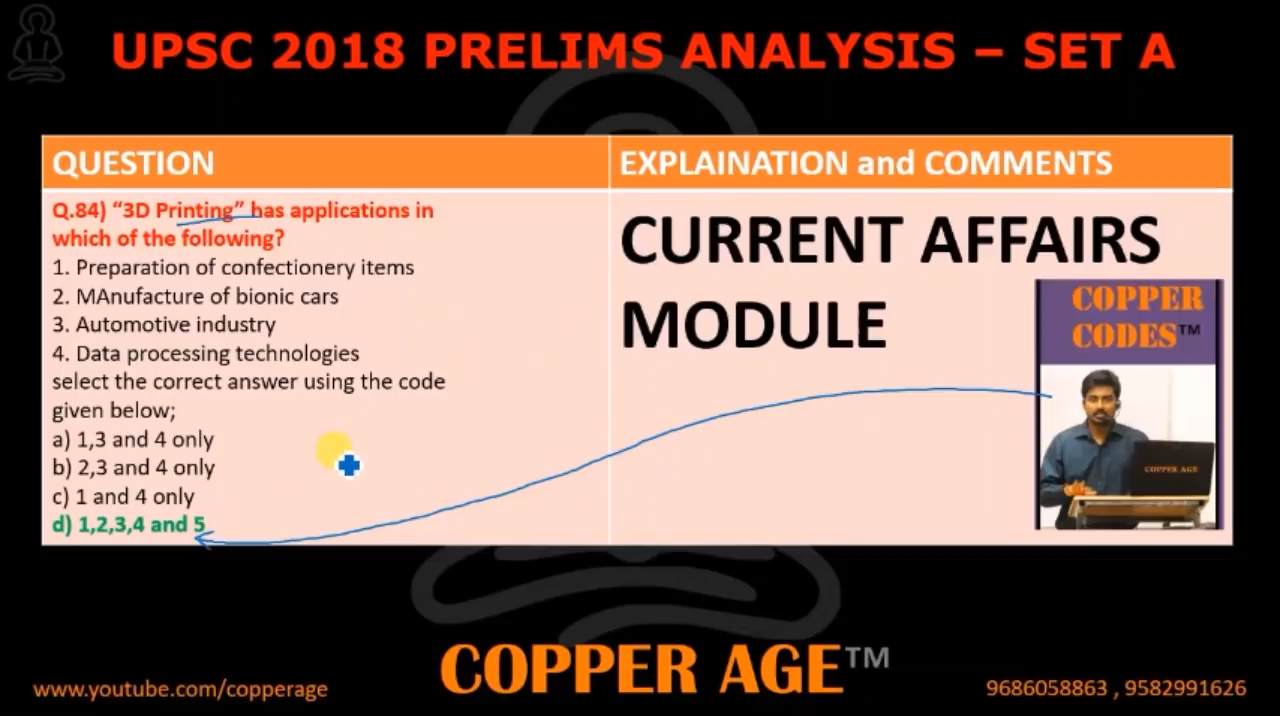 UPSC 2018 PRELIMS ANALYSIS – SET A
QUESTION
Q.84) “3D Printing” has applications in
which of the following?
1. Preparation of confectionery items
2. MAnufacture of bionic cars
3. Automotive industry
4. Data processing technologies
select the correct answer using the code
given below;
a) 1,3 and 4 only
b) 2,3 and 4 only
c) 1 and 4 only
d) 1,2,3,4 and 5
EXPLAINATION and COMMENTS
CURRENT AFFAIRS
MODULE
COPPER
CODES™
COPPER AGE
COPPER AGE™
www.youtube.com/copperage
9686058863 , 9582991626